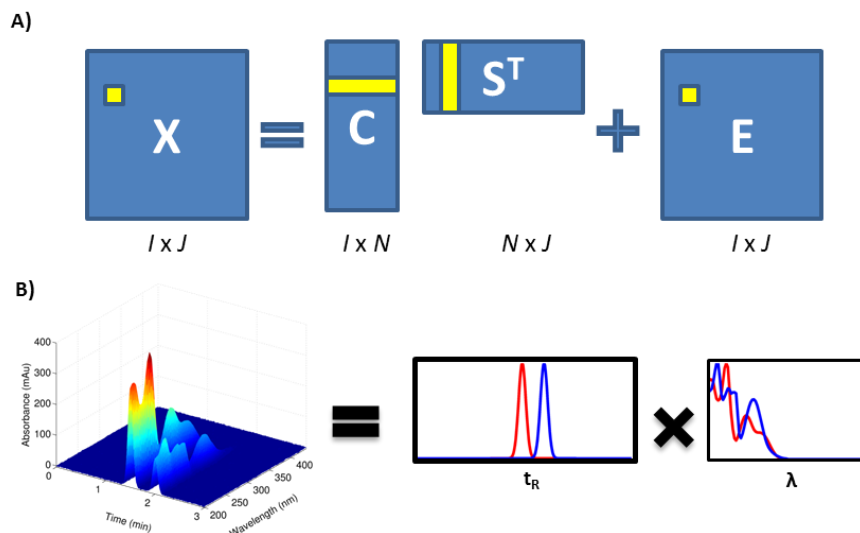 A)
X = C Sᵀ + E
I x J
I x N
N x J
I x J
B)
400
300
200
100
0
Absorbance (mAu)
0
1
2
3
Time (min)
200
250
300
350
400
Wavelength (nm)
=
t_R
×
λ